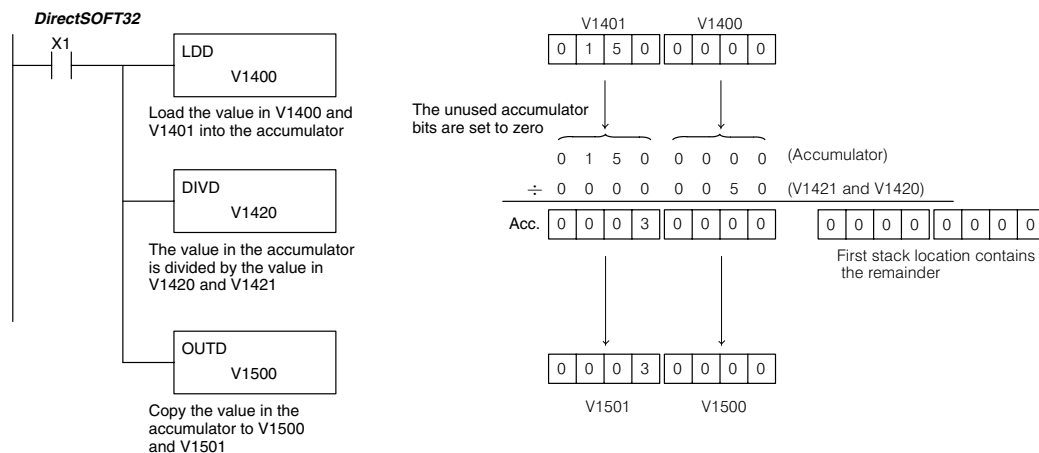 DirectSOFT32
X1
LDD
V1400
Load the value in V1400 and
V1401 into the accumulator
DIVD
V1420
The value in the accumulator
is divided by the value in
V1420 and V1421
OUTD
V1500
Copy the value in the
accumulator to V1500
and V1501
V1401 V1400
0 1 5 0 0 0 0 0
The unused accumulator
bits are set to zero
0 1 5 0 0 0 0 0 (Accumulator)
÷ 0 0 0 0 0 0 5 0 (V1421 and V1420)
Acc. 0 0 0 3 0 0 0 0 0 0 0 0 0 0 0 0
First stack location contains
the remainder
0 0 0 3 0 0 0 0
V1501 V1500